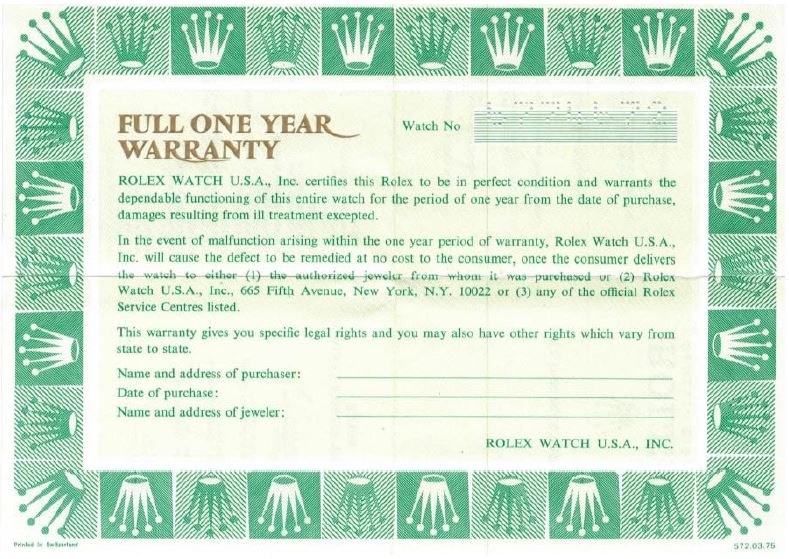 FULL ONE YEAR
WARRANTY
Watch No
ROLEX WATCH U.S.A., Inc. certifies this Rolex to be in perfect condition and warrants the
dependable functioning of this entire watch for the period of one year from the date of purchase,
damages resulting from ill treatment excepted.
In the event of malfunction arising within the one year period of warranty, Rolex Watch U.S.A.,
Inc. will cause the defect to be remedied at no cost to the consumer, once the consumer delivers
the watch to either (1) the authorized jeweler from whom it was purchased or (2) Rolex
Watch U.S.A., Inc., 665 Fifth Avenue, New York, N.Y. 10022 or (3) any of the official Rolex
Service Centres listed.
This warranty gives you specific legal rights and you may also have other rights which vary from
state to state.
Name and address of purchaser:
Date of purchase:
Name and address of jeweler:
ROLEX WATCH U.S.A., INC.
Printed in Switzerland
572.03.75